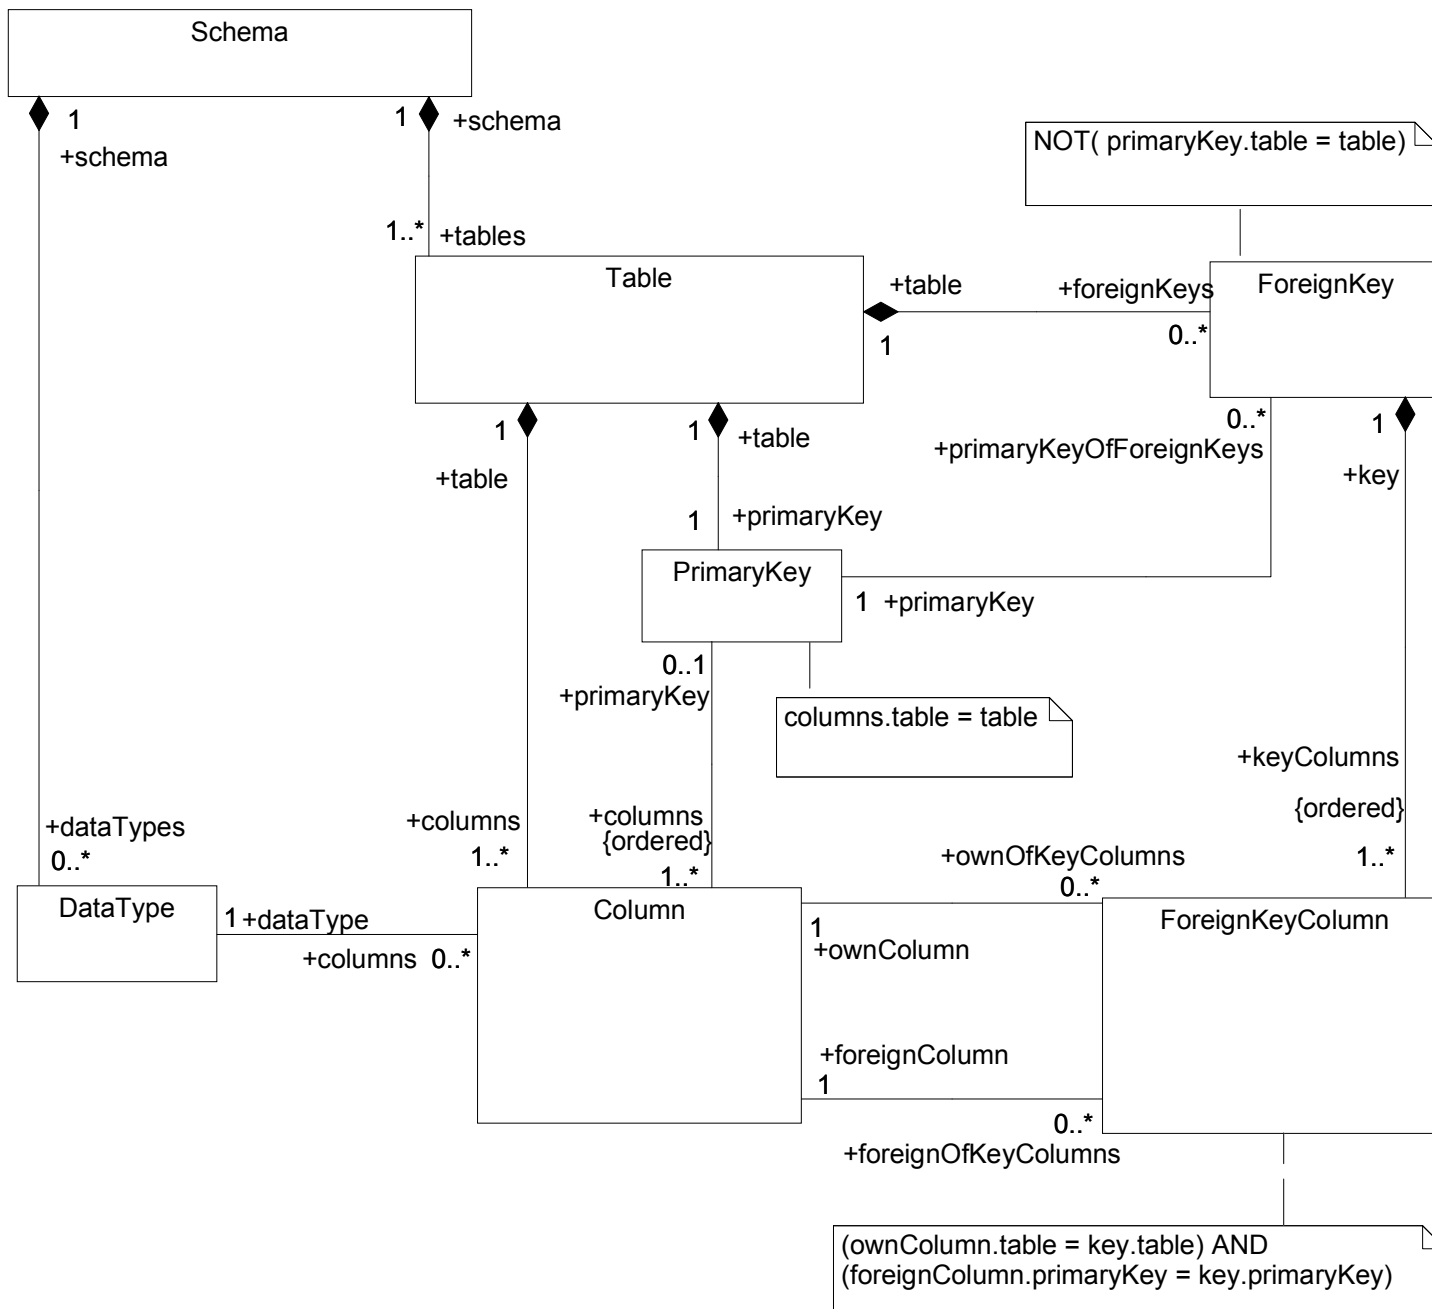 Schema
1
+schema
1
+schema
NOT( primaryKey.table = table)
1..*
+tables
Table
+table
1
+foreignKeys
0..*
ForeignKey
1
+table
1
+table
0..*
+primaryKeyOfForeignKeys
1
+key
1
+primaryKey
PrimaryKey
1 +primaryKey
0..1
+primaryKey
columns.table = table
+keyColumns
{ordered}
1..*
+dataTypes
0..*
+columns
1..*
+columns
{ordered}
1..*
+ownOfKeyColumns
0..*
DataType
1 +dataType
+columns 0..*
Column
1
+ownColumn
ForeignKeyColumn
+foreignColumn
1
0..*
+foreignOfKeyColumns
(ownColumn.table = key.table) AND
(foreignColumn.primaryKey = key.primaryKey)